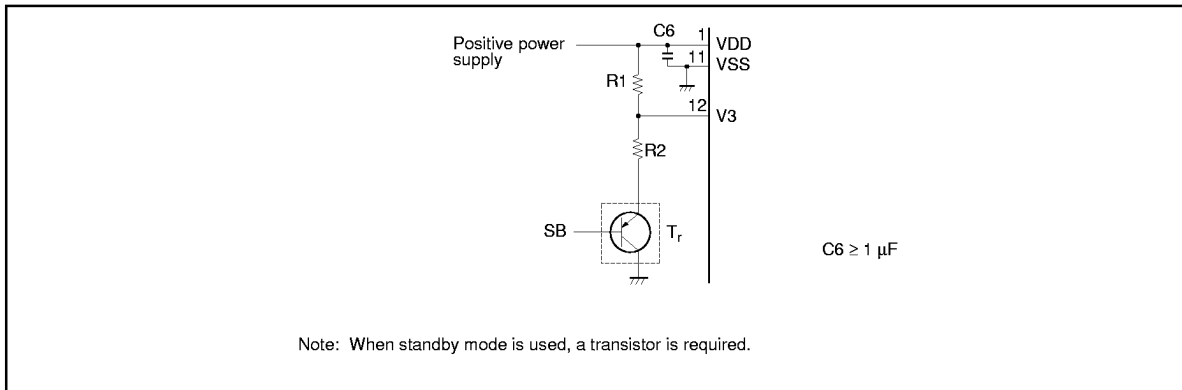 C6
1
Positive power
supply
VDD
11
VSS
R1
12
V3
R2
SB
Tr
C6 ≥ 1 μF
Note: When standby mode is used, a transistor is required.